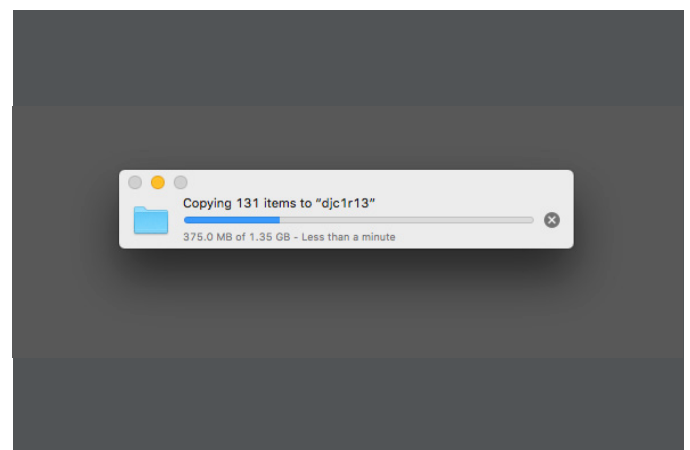 Copying 131 items to “djc1r13”
375.0 MB of 1.35 GB - Less than a minute